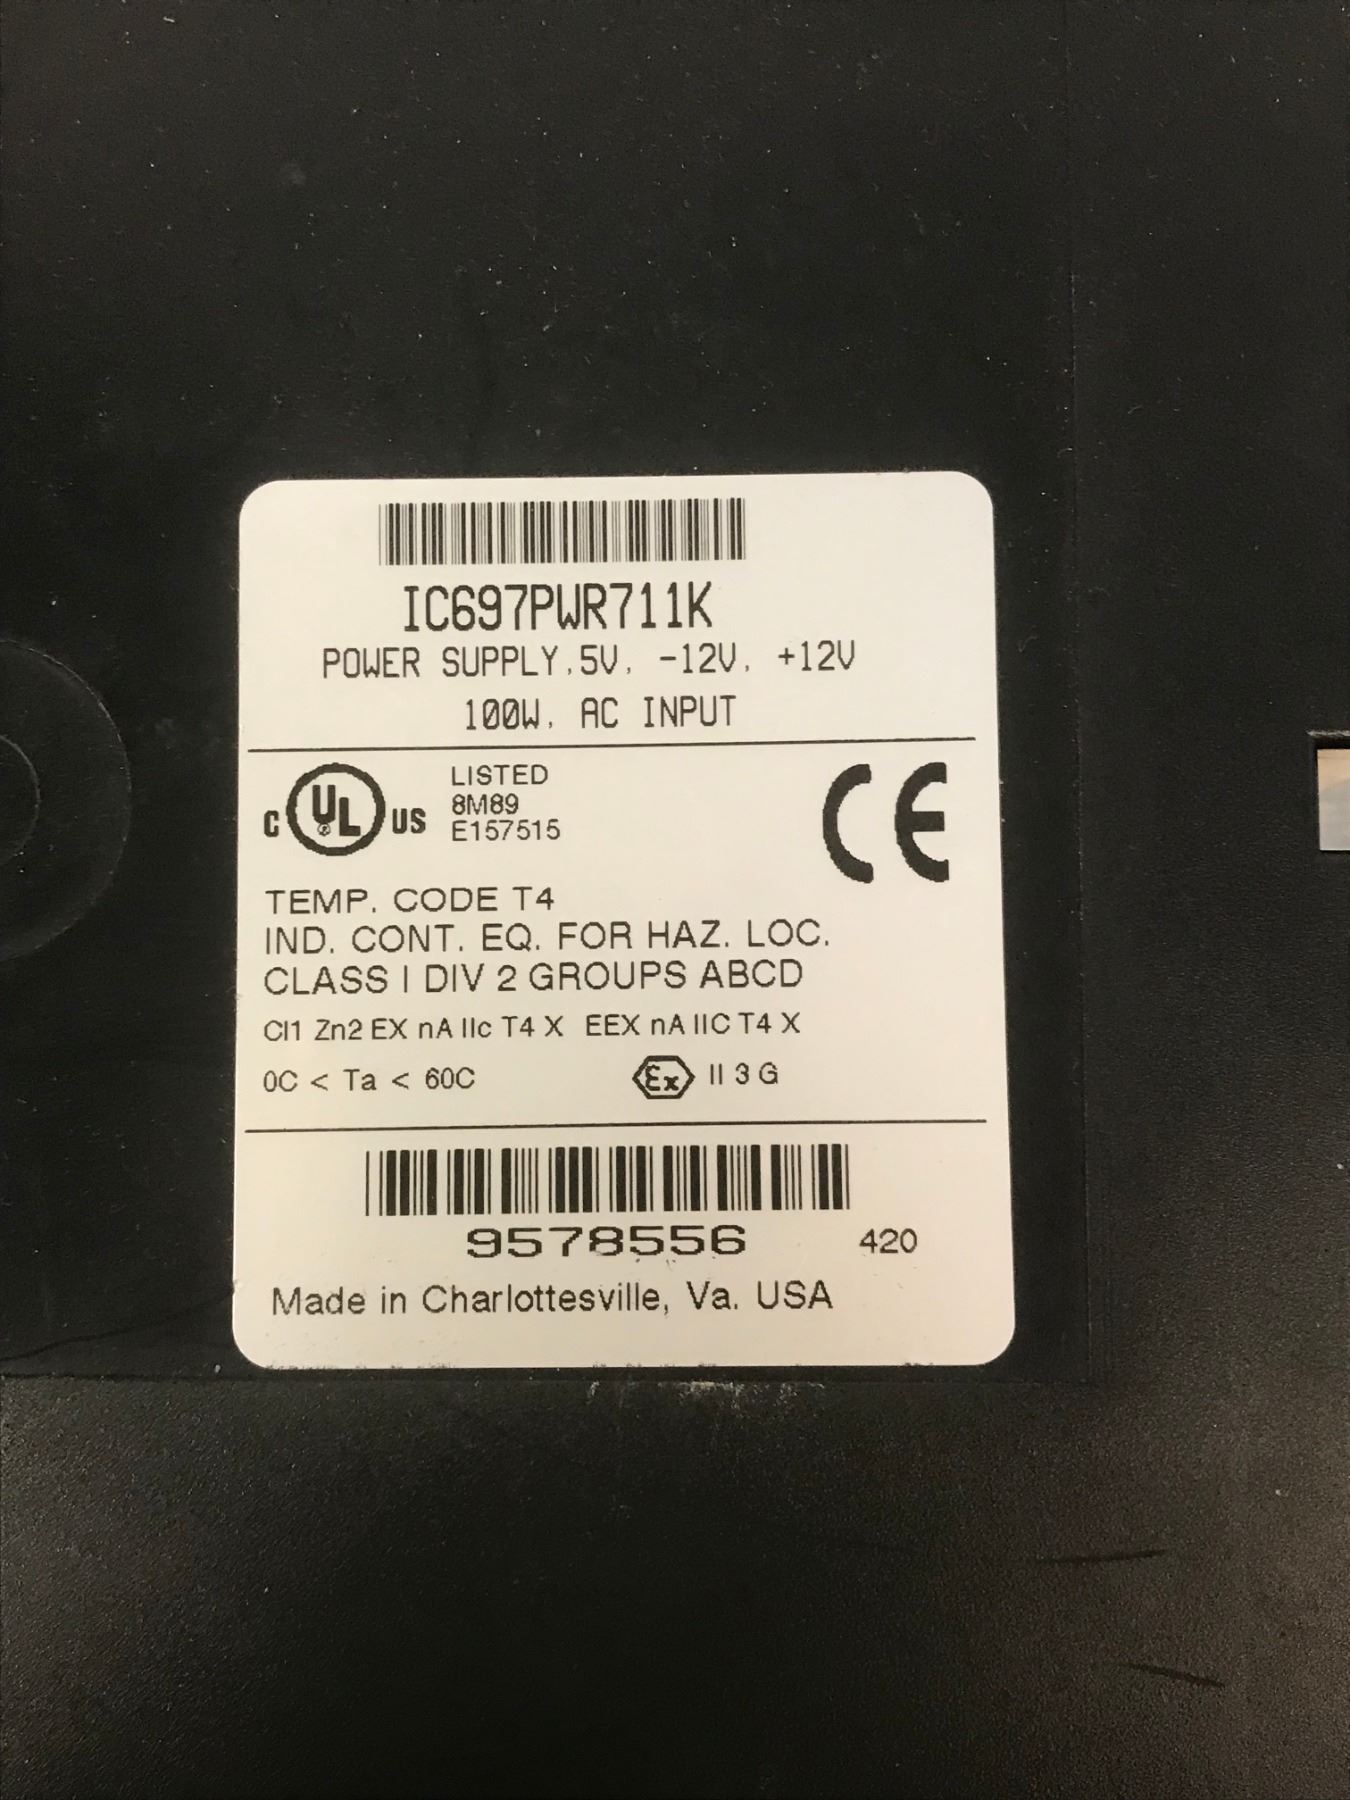 IC697PWR711K
POWER SUPPLY,5V, -12V, +12V
100W, AC INPUT
C UL® US
LISTED
8M89
E157515
CE
TEMP. CODE T4
IND. CONT. EQ. FOR HAZ. LOC.
CLASS I DIV 2 GROUPS ABCD
Cl1 Zn2 EX nA IIc T4 X EEX nA IIC T4 X
0C < Ta < 60C Ex II 3 G
9578556 420
Made in Charlottesville, Va. USA